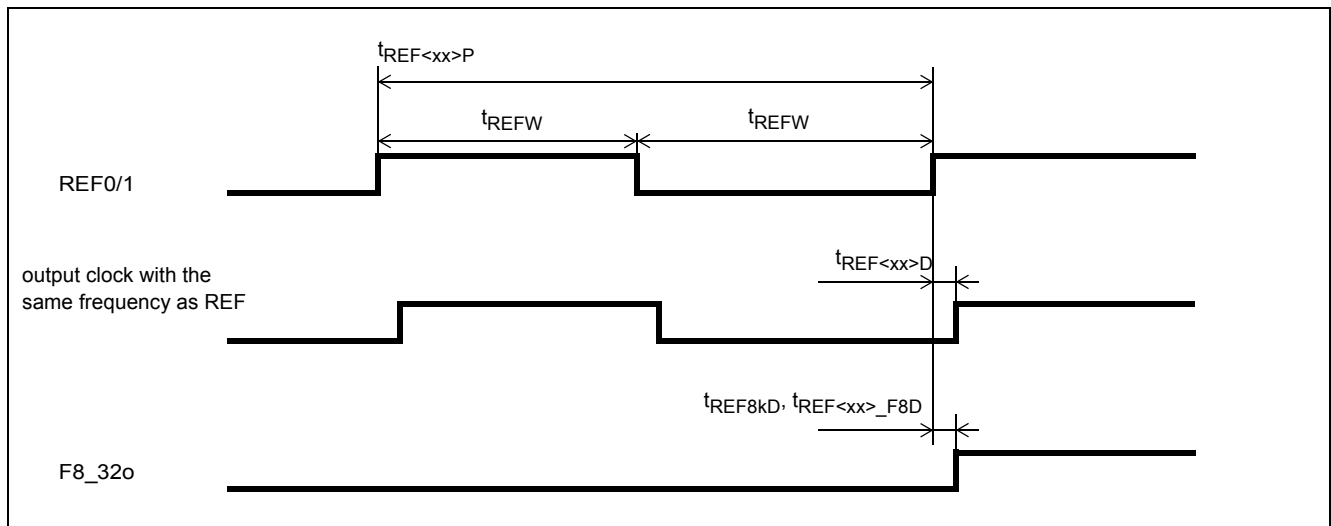 tREF<xx>P
tREFW
tREFW
REF0/1
tREF<xx>D
output clock with the
same frequency as REF
tREF8kD, tREF<xx>_F8D
F8_32o